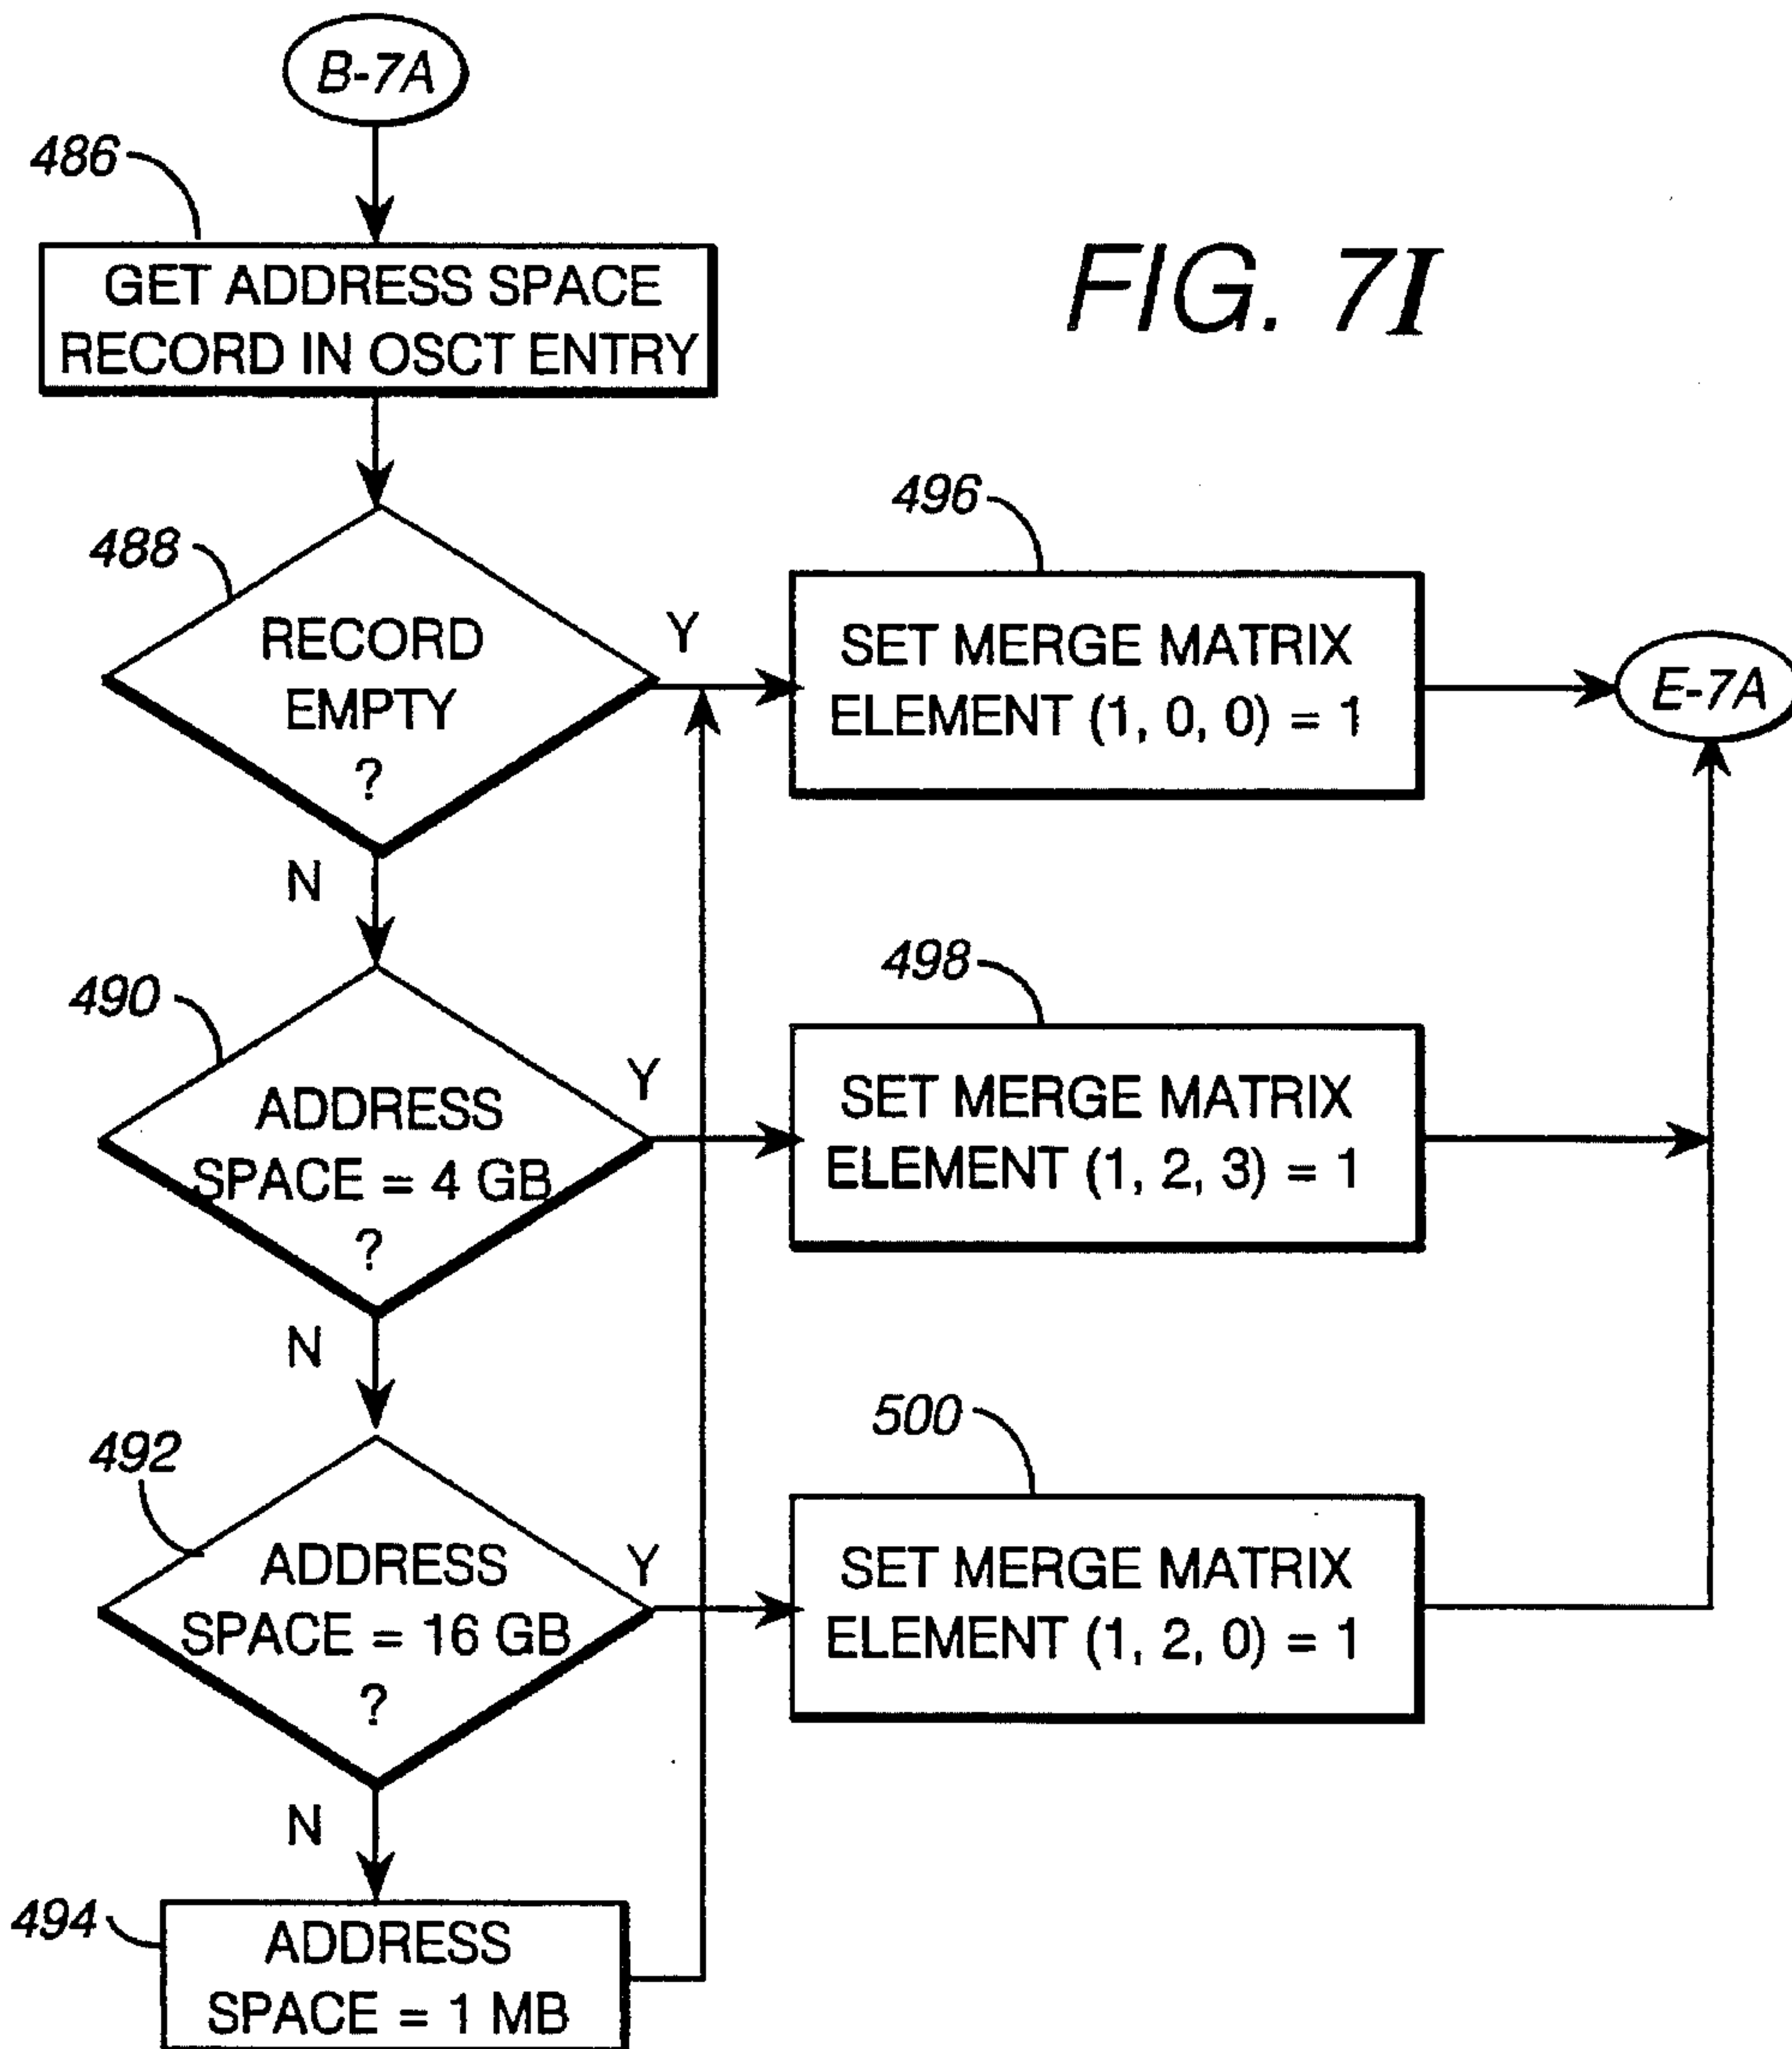 B-7A
486
GET ADDRESS SPACE
RECORD IN OSCT ENTRY
FIG. 7I
488
RECORD
EMPTY
?
Y
N
496
SET MERGE MATRIX
ELEMENT (1, 0, 0) = 1
E-7A
490
ADDRESS
SPACE = 4 GB
?
Y
N
498
SET MERGE MATRIX
ELEMENT (1, 2, 3) = 1
492
ADDRESS
SPACE = 16 GB
?
Y
N
500
SET MERGE MATRIX
ELEMENT (1, 2, 0) = 1
494
ADDRESS
SPACE = 1 MB